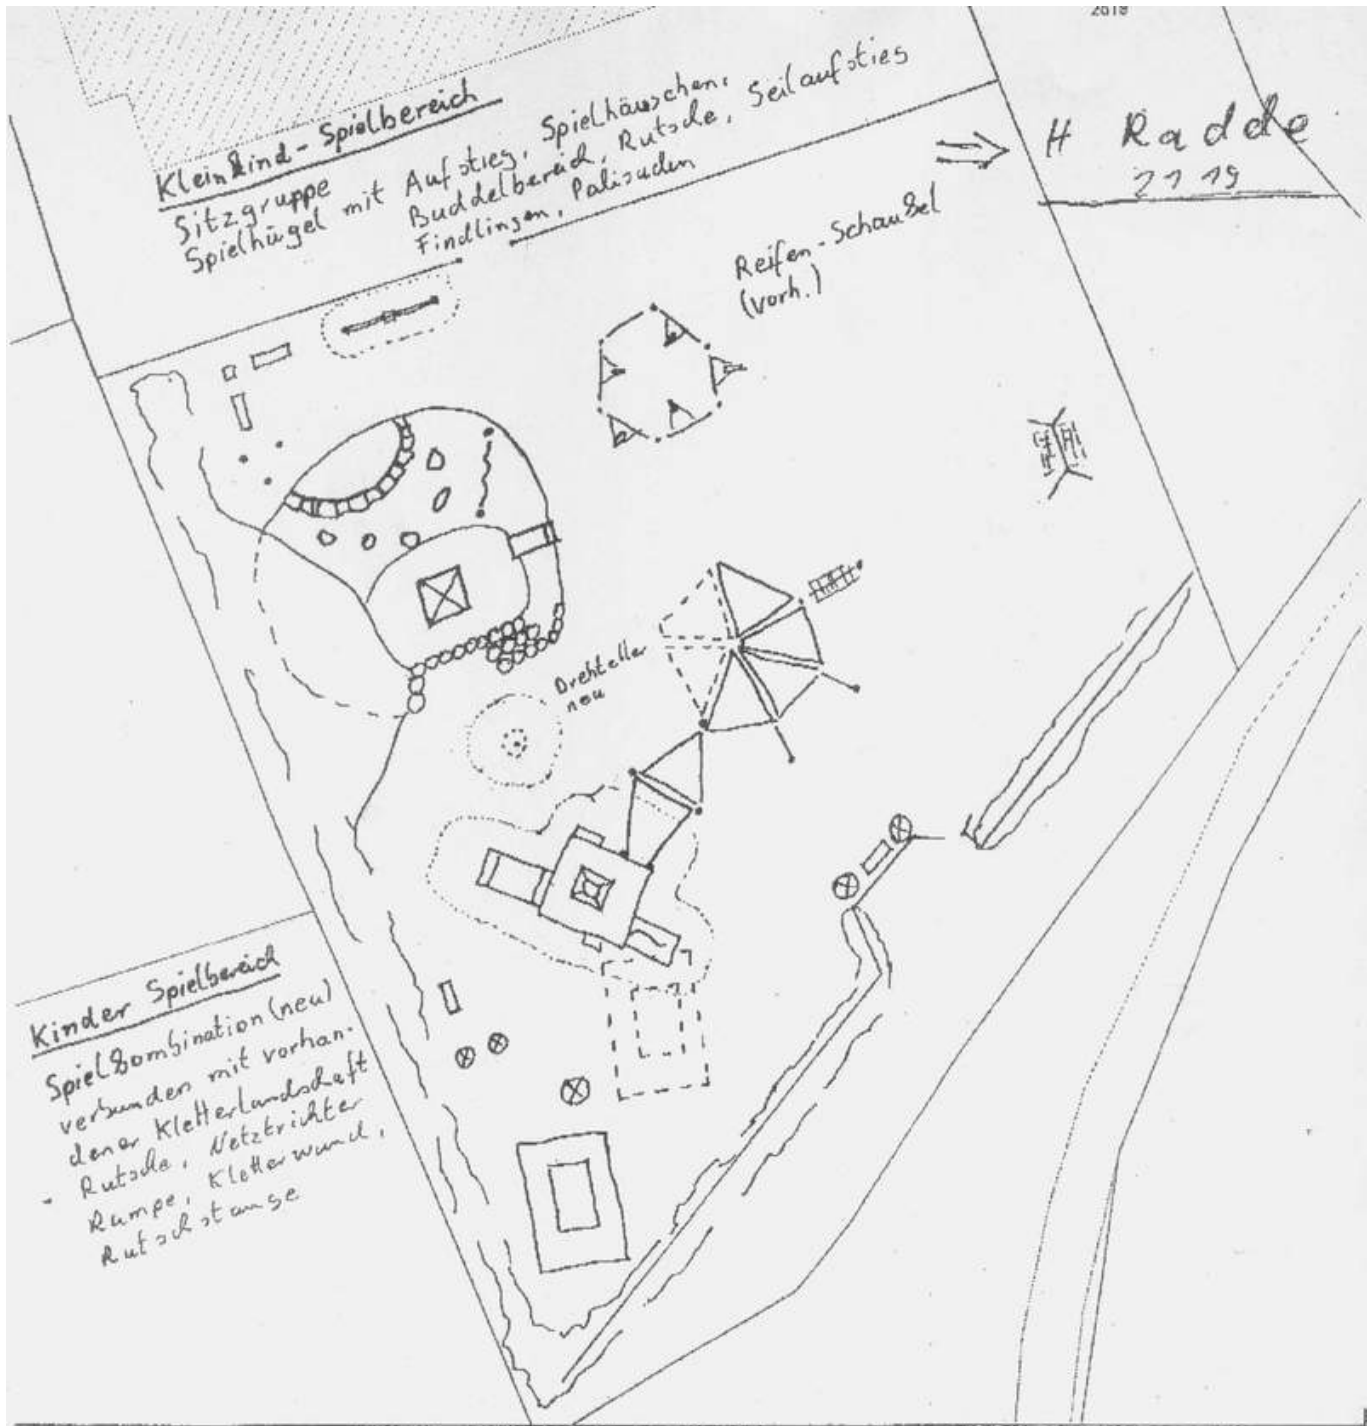 2619
Kleinkind-Spielbereich
Sitzgruppe
Spielhügel mit Aufstieg, Spielhäuschen,
Buddelbereich, Rutsche, Seilaufstieg
Findlingen, Palisaden
H Radde
Reifen-Schaukel
(vorh.)
Drehteller
neu
Kinder Spielbereich
Spielkombination (neu)
verbunden mit vorhan-
dener Kletterlandschaft
- Rutsche, Netztrichter
Rampe, Kletterwand,
Rutschstange